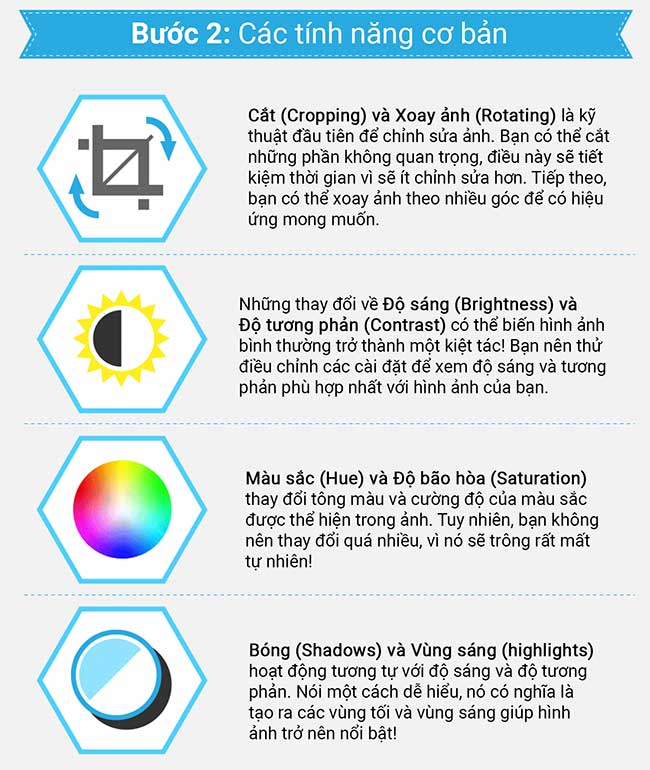 Bước 2: Các tính năng cơ bản
Cắt (Cropping) và Xoay ảnh (Rotating) là kỹ
thuật đầu tiên để chỉnh sửa ảnh. Bạn có thể cắt
những phần không quan trọng, điều này sẽ tiết
kiệm thời gian vì sẽ ít chỉnh sửa hơn. Tiếp theo,
bạn có thể xoay ảnh theo nhiều góc để có hiệu
ứng mong muốn.
Những thay đổi về Độ sáng (Brightness) và
Độ tương phản (Contrast) có thể biến hình ảnh
bình thường trở thành một kiệt tác! Bạn nên thử
điều chỉnh các cài đặt để xem độ sáng và tương
phản phù hợp nhất với hình ảnh của bạn.
Màu sắc (Hue) và Độ bão hòa (Saturation)
thay đổi tông màu và cường độ của màu sắc
được thể hiện trong ảnh. Tuy nhiên, bạn không
nên thay đổi quá nhiều, vì nó sẽ trông rất mất
tự nhiên!
Bóng (Shadows) và Vùng sáng (highlights)
hoạt động tương tự với độ sáng và độ tương
phản. Nói một cách dễ hiểu, nó có nghĩa là
tạo ra các vùng tối và vùng sáng giúp hình
ảnh trở nên nổi bật!